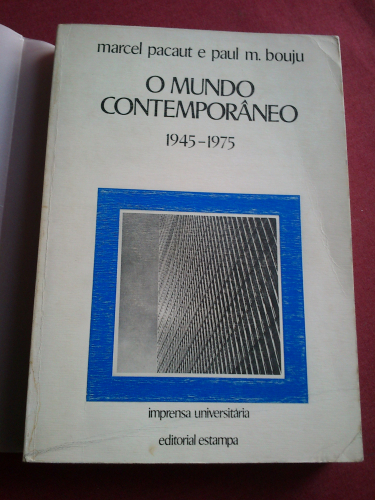 marcel pacaut e paul m. bouju
O MUNDO
CONTEMPORÂNEO
1945-1975
imprensa universitária
editorial estampa